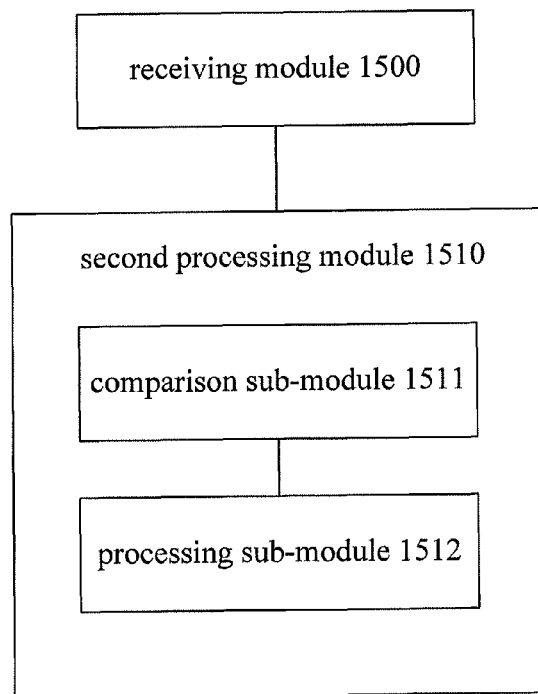 receiving module 1500
second processing module 1510
comparison sub-module 1511
processing sub-module 1512